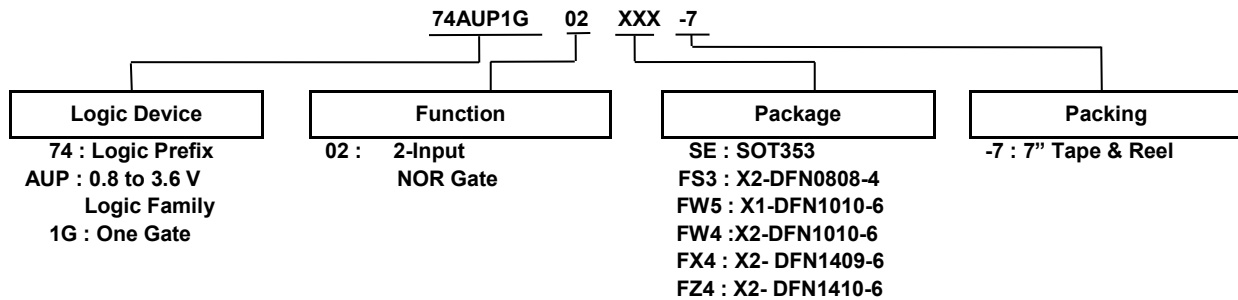 74AUP1G 02 XXX -7
Logic Device
74 : Logic Prefix
AUP : 0.8 to 3.6 V
Logic Family
1G : One Gate
Function
02 : 2-Input
NOR Gate
Package
SE : SOT353
FS3 : X2-DFN0808-4
FW5 : X1-DFN1010-6
FW4 :X2-DFN1010-6
FX4 : X2- DFN1409-6
FZ4 : X2- DFN1410-6
Packing
-7 : 7” Tape & Reel